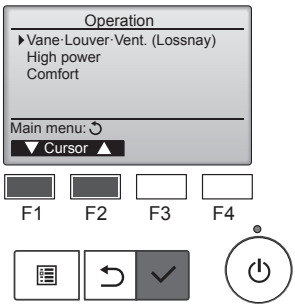 Operation
Vane·Louver·Vent. (Lossnay)
High power
Comfort
Main menu:
Cursor
F1 F2 F3 F4